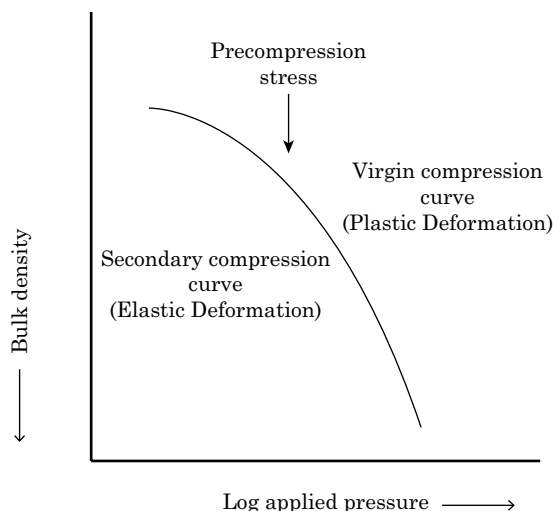 Precompression
stress
Virgin compression
curve
(Plastic Deformation)
Secondary compression
curve
(Elastic Deformation)
Bulk density
Log applied pressure